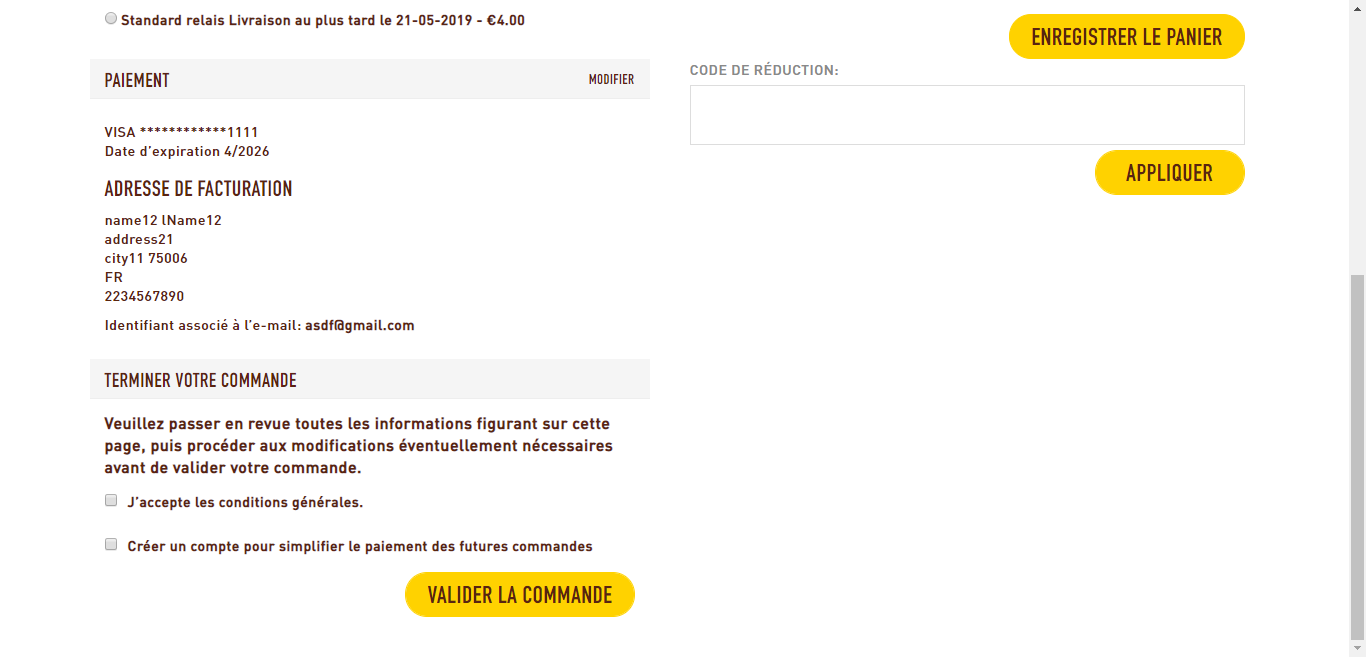 Standard relais Livraison au plus tard le 21-05-2019 - €4.00
PAIEMENT
MODIFIER
VISA ************1111
Date d'expiration 4/2026
ADRESSE DE FACTURATION
name12 lName12
address21
city11 75006
FR
2234567890
Identifiant associé à l'e-mail: asdf@gmail.com
TERMINER VOTRE COMMANDE
Veuillez passer en revue toutes les informations figurant sur cette
page, puis procéder aux modifications éventuellement nécessaires
avant de valider votre commande.
J'accepte les conditions générales.
Créer un compte pour simplifier le paiement des futures commandes
VALIDER LA COMMANDE
ENREGISTRER LE PANIER
CODE DE RÉDUCTION:
APPLIQUER